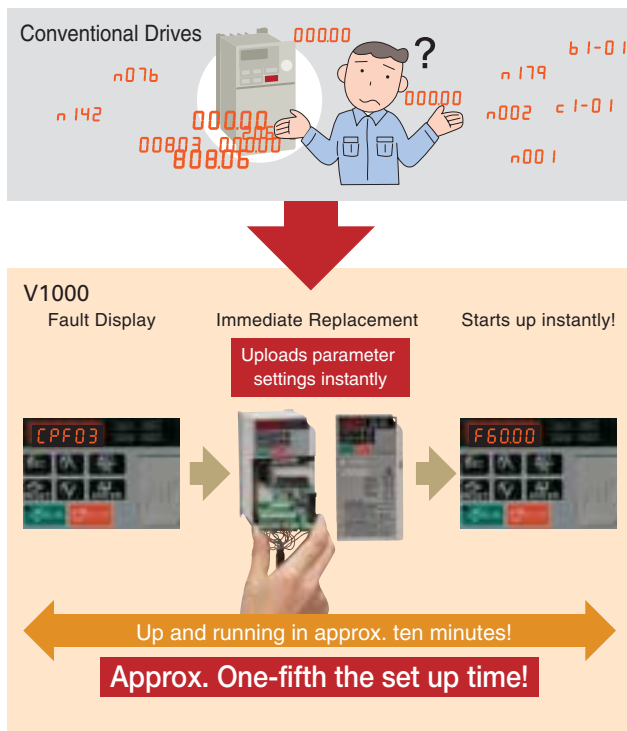 Conventional Drives
000.00
?
b1-01
n076
n179
n142
000.00
n002
c1-01
000.00
00803
000.00
808.06
n001
V1000
Fault Display
Immediate Replacement
Starts up instantly!
Uploads parameter
settings instantly
CPF03
F60.00
Up and running in approx. ten minutes!
Approx. One-fifth the set up time!